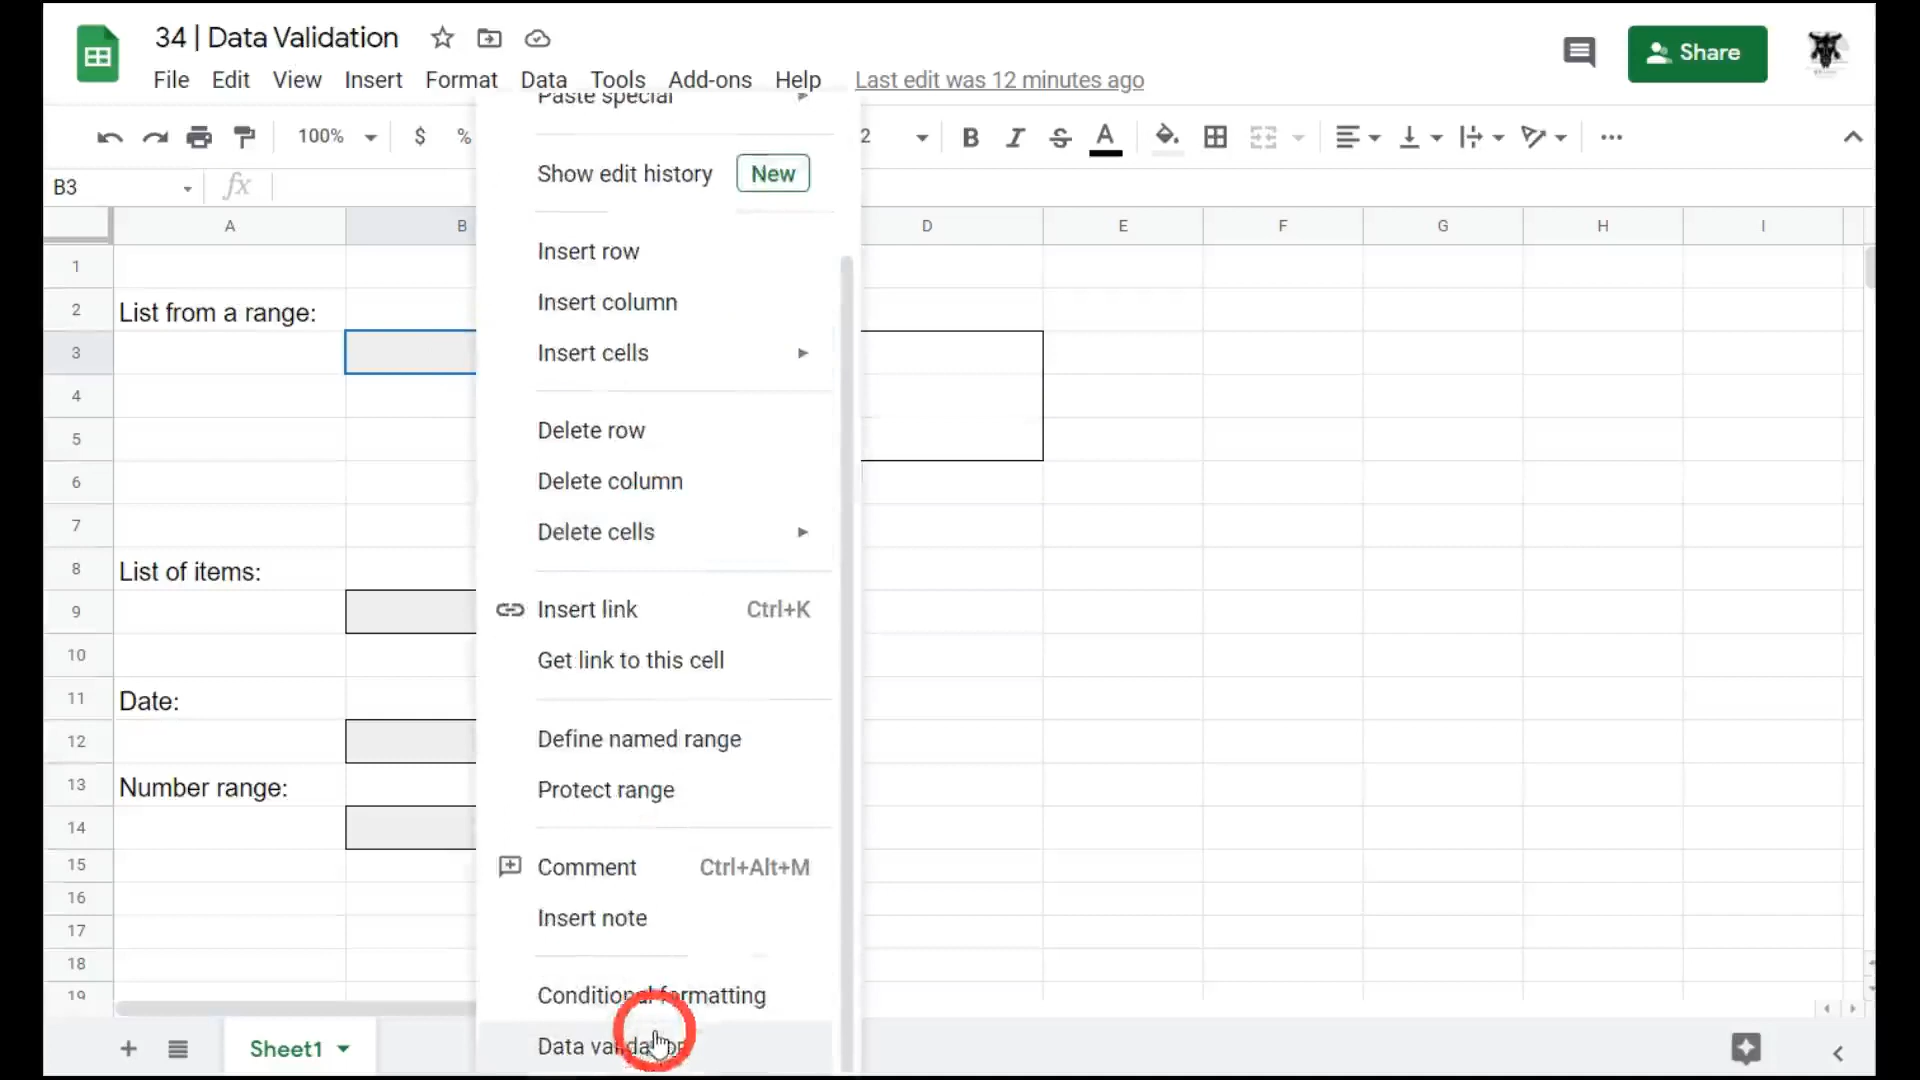 34 | Data Validation
File Edit View Insert Format Data Tools Add-ons Help Last edit was 12 minutes ago
Share
100% $ % 2 B I S A
B3 fx
A B D E F G H I
Paste special
Show edit history New
Insert row
Insert column
Insert cells
Delete row
Delete column
Delete cells
Insert link Ctrl+K
Get link to this cell
Define named range
Protect range
Comment Ctrl+Alt+M
Insert note
Conditional formatting
Data validation
1
2 List from a range:
3
4
5
6
7
8 List of items:
9
10
11 Date:
12
13 Number range:
14
15
16
17
18
19
Sheet1